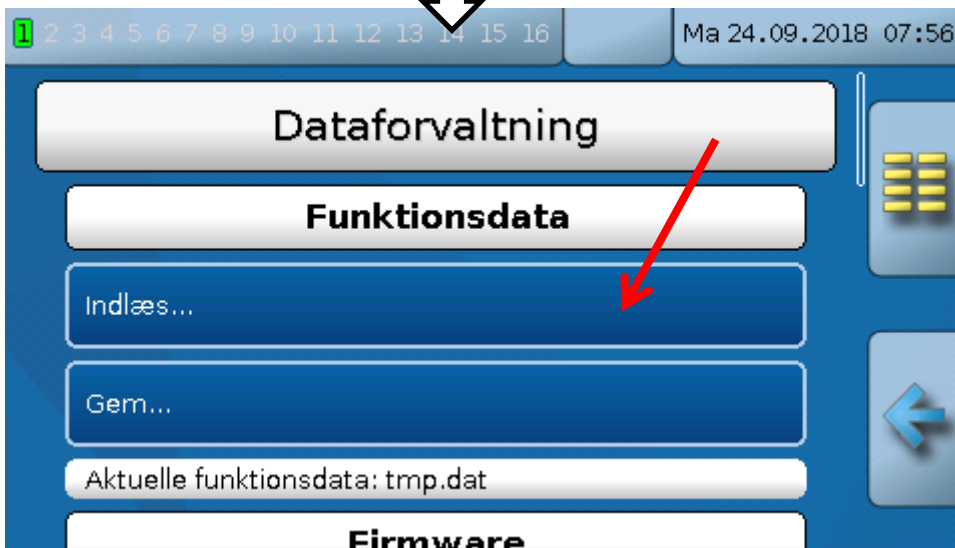 1 2 3 4 5 6 7 8 9 10 11 12 13 14 15 16 Ma 24.09.2018 07:56
Dataforvaltning
Funktionsdata
Indlæs...
Gem...
Aktuelle funktionsdata: tmp.dat
Firmware